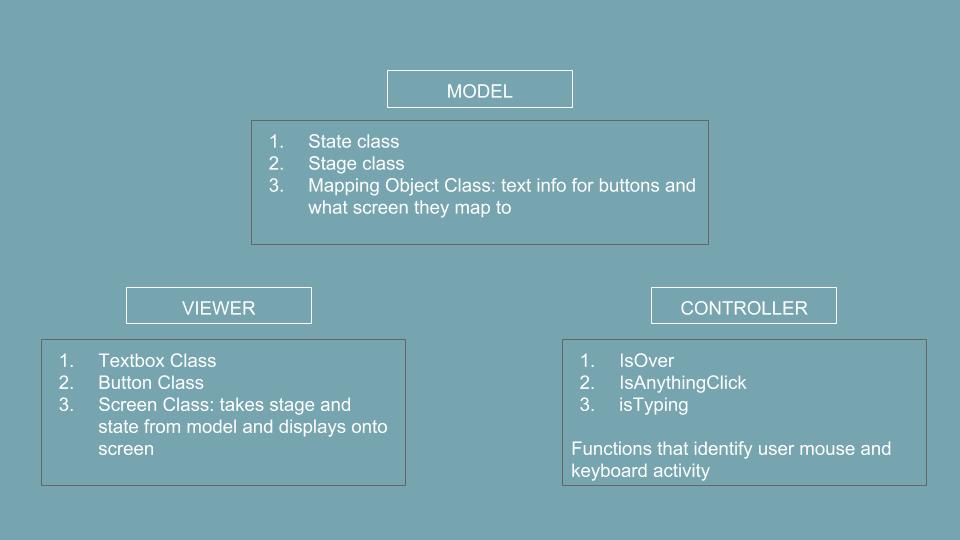 MODEL
1. State class
2. Stage class
3. Mapping Object Class: text info for buttons and
what screen they map to
VIEWER
1. Textbox Class
2. Button Class
3. Screen Class: takes stage and
state from model and displays onto
screen
CONTROLLER
1. IsOver
2. IsAnythingClick
3. isTyping
Functions that identify user mouse and
keyboard activity